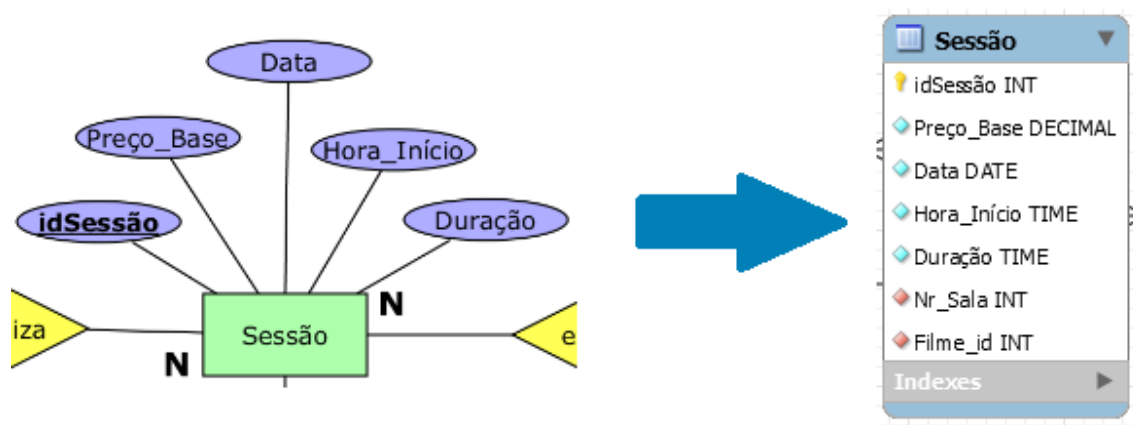 Data
Preço_Base
Hora_Início
idSessão
Duração
N
iza
Sessão
e
N
Sessão
idSessão INT
Preço_Base DECIMAL
Data DATE
Hora_Início TIME
Duração TIME
Nr_Sala INT
Filme_id INT
Indexes